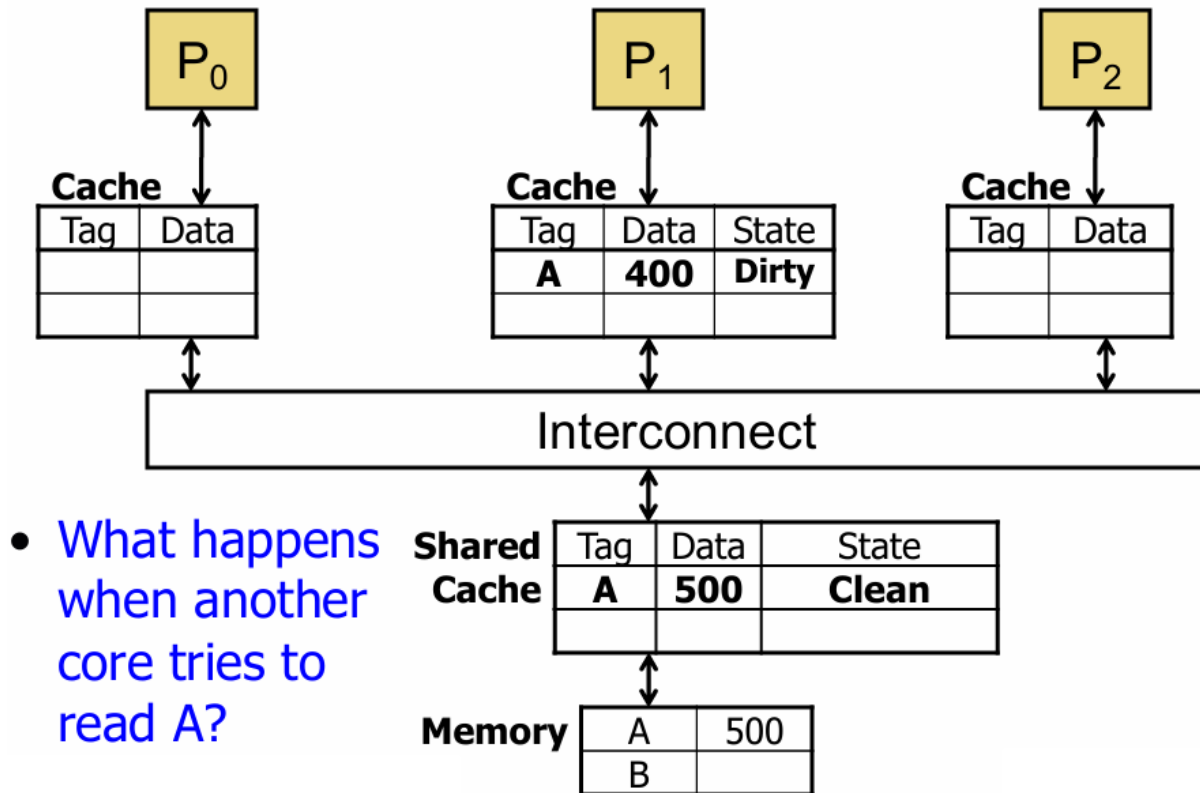 P0 P1 P2
Cache Cache Cache
Tag Data Tag Data State Tag Data
A 400 Dirty
Interconnect
• What happens
when another
core tries to
read A?
Shared Tag Data State
Cache A 500 Clean
Memory A 500
B